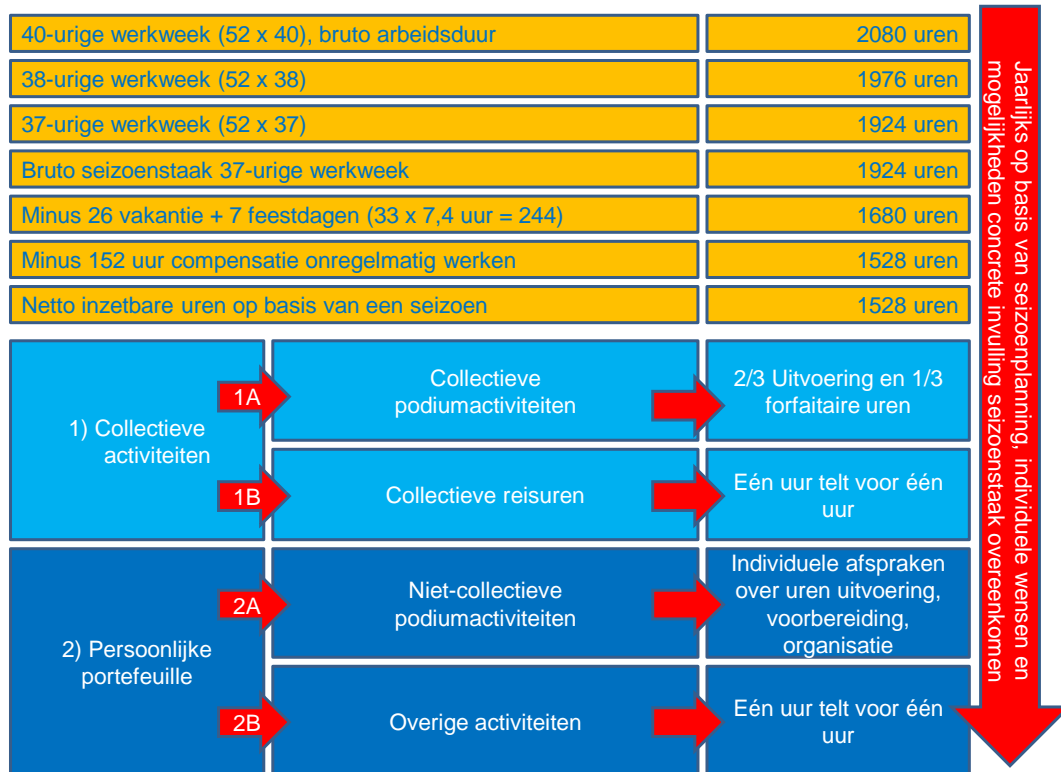 40-urige werkweek (52 x 40), bruto arbeidsduur
2080 uren
38-urige werkweek (52 x 38)
1976 uren
37-urige werkweek (52 x 37)
1924 uren
Bruto seizoenstaak 37-urige werkweek
1924 uren
Minus 26 vakantie + 7 feestdagen (33 x 7,4 uur = 244)
1680 uren
Minus 152 uur compensatie onregelmatig werken
1528 uren
Netto inzetbare uren op basis van een seizoen
1528 uren
1) Collectieve
activiteiten
1A
Collectieve
podiumactiviteiten
2/3 Uitvoering en 1/3
forfaitaire uren
1B
Collectieve reisuren
Eén uur telt voor één
uur
2) Persoonlijke
portefeuille
2A
Niet-collectieve
podiumactiviteiten
Individuele afspraken
over uren uitvoering,
voorbereiding,
organisatie
2B
Overige activiteiten
Eén uur telt voor één
uur
Jaarlijks op basis van seizoenplanning, individuele wensen en
mogelijkheden concrete invulling seizoenstaak overeenkomen